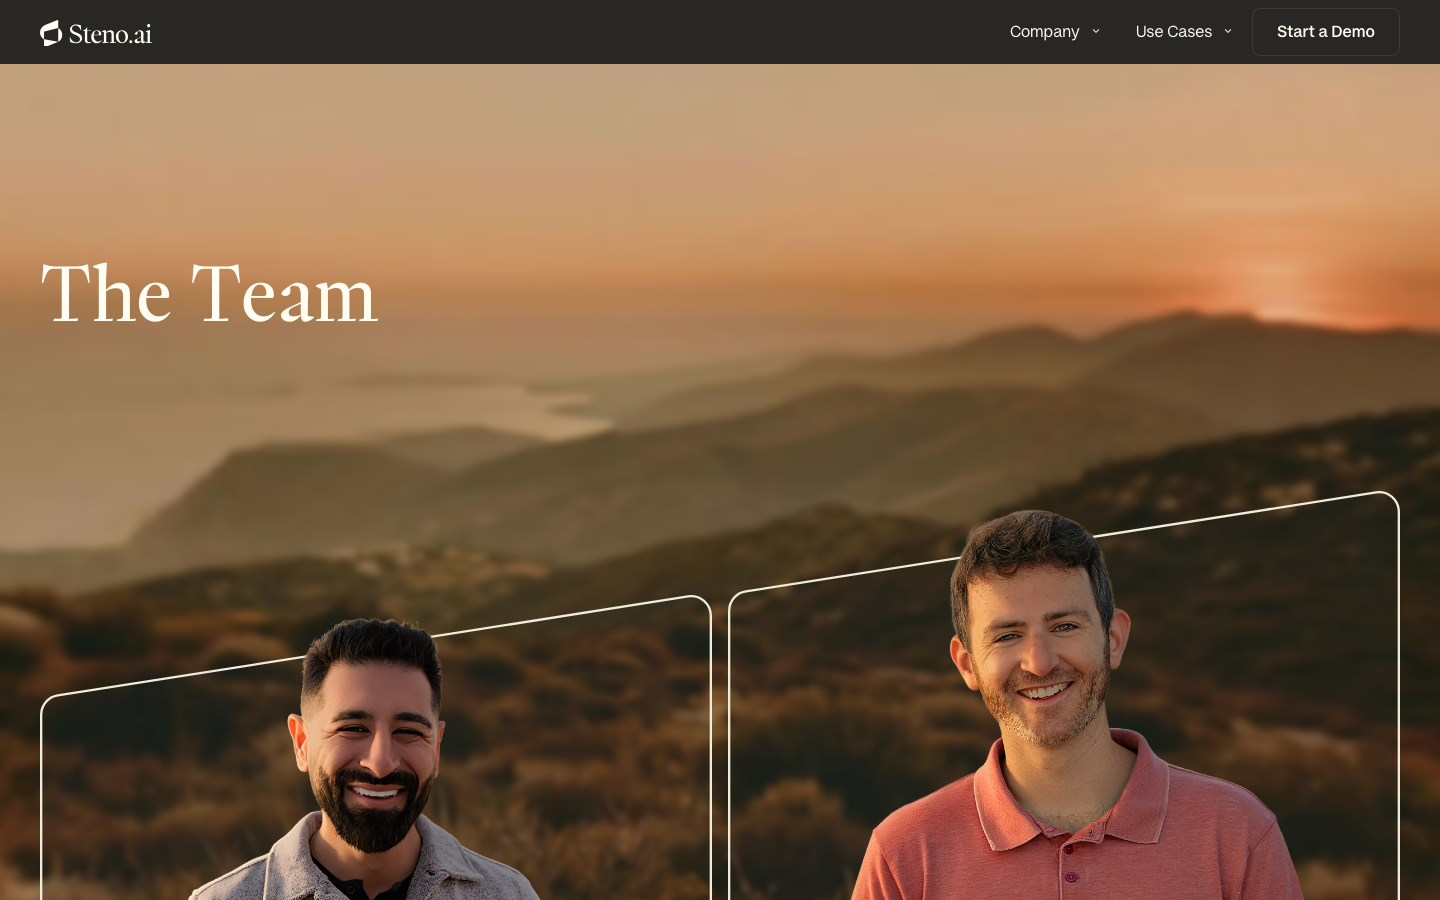 Steno.ai
Company
Use Cases
Start a Demo
The Team